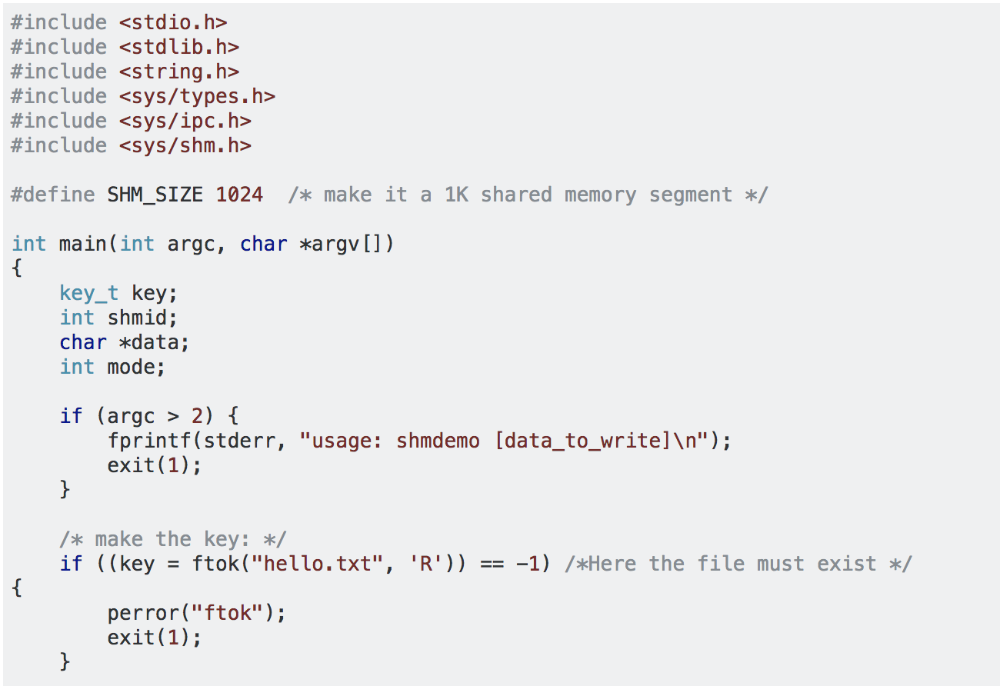 #include <stdio.h>
#include <stdlib.h>
#include <string.h>
#include <sys/types.h>
#include <sys/ipc.h>
#include <sys/shm.h>

#define SHM_SIZE 1024  /* make it a 1K shared memory segment */

int main(int argc, char *argv[])
{
    key_t key;
    int shmid;
    char *data;
    int mode;

    if (argc > 2) {
        fprintf(stderr, "usage: shmdemo [data_to_write]\n");
        exit(1);
    }

    /* make the key: */
    if ((key = ftok("hello.txt", 'R')) == -1) /*Here the file must exist */
{
        perror("ftok");
        exit(1);
    }